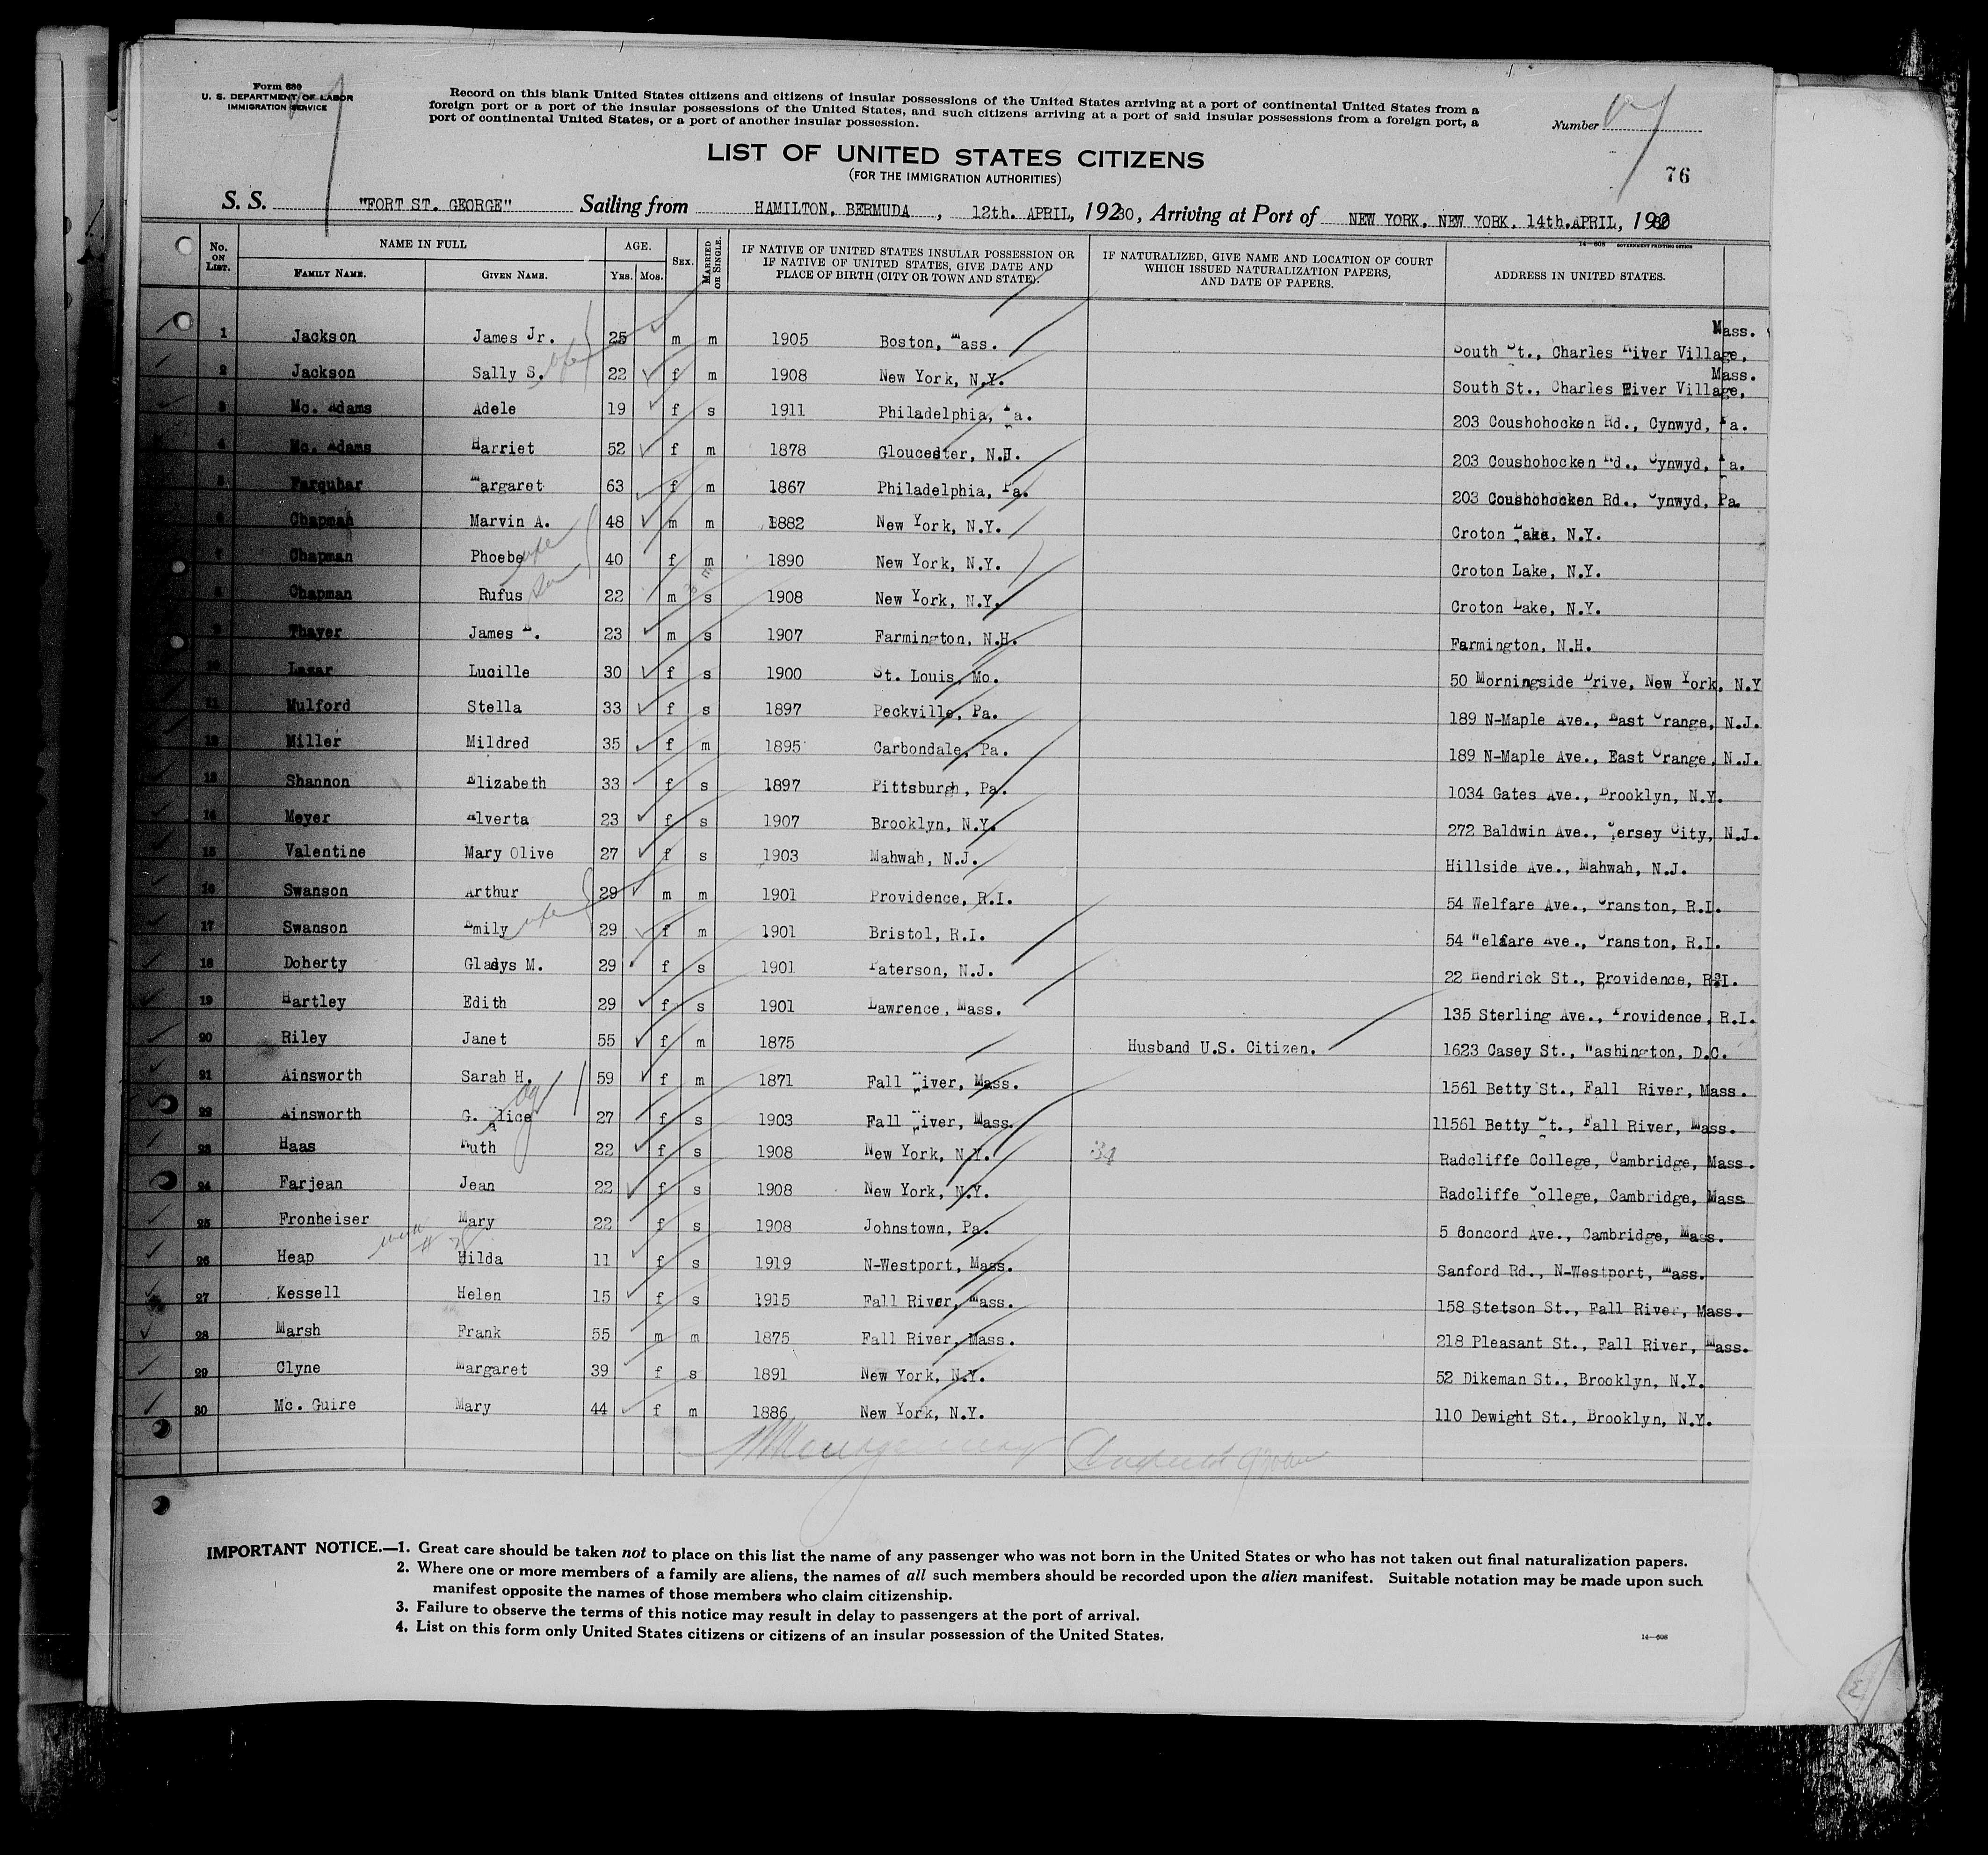 Form 630
U. S. DEPARTMENT OF LABOR
IMMIGRATION SERVICE
Record on this blank United States citizens and citizens of insular possessions of the United States arriving at a port of continental United States from a
foreign port or a port of the insular possessions of the United States, and such citizens arriving at a port of said insular possessions from a foreign port, a
port of continental United States, or a port of another insular possession.
Number
76
LIST OF UNITED STATES CITIZENS
(FOR THE IMMIGRATION AUTHORITIES)
S. S. "FORT ST. GEORGE" Sailing from HAMILTON, BERMUDA, 12th. APRIL, 19230, Arriving at Port of NEW YORK, NEW YORK, 14th.APRIL, 19
14—608 GOVERNMENT PRINTING OFFICE
No. ON LIST. NAME IN FULL FAMILY NAME. GIVEN NAME. AGE. YRS. MOS. SEX. MARRIED OR SINGLE. IF NATIVE OF UNITED STATES INSULAR POSSESSION OR IF NATIVE OF UNITED STATES, GIVE DATE AND PLACE OF BIRTH (CITY OR TOWN AND STATE). IF NATURALIZED, GIVE NAME AND LOCATION OF COURT WHICH ISSUED NATURALIZATION PAPERS, AND DATE OF PAPERS. ADDRESS IN UNITED STATES.
1 Jackson James Jr. 25 m m 1905 Boston, Mass. South St., Charles River Village, Mass.
2 Jackson Sally S. wife 22 f m 1908 New York, N.Y. South St., Charles River Village, Mass.
3 Mc. Adams Adele 19 f s 1911 Philadelphia, Pa. 203 Coushohocken Rd., Cynwyd, Pa.
4 Mc. Adams Harriet 52 f m 1878 Gloucester, N.H. 203 Coushohocken Rd., Cynwyd, Pa.
5 Farquhar Margaret 63 f m 1867 Philadelphia, Pa. 203 Coushohocken Rd., Cynwyd, Pa.
6 Chapman Marvin A. 48 m m 1882 New York, N.Y. Croton Lake, N.Y.
7 Chapman Phoebe wife 40 f m 1890 New York, N.Y. Croton Lake, N.Y.
8 Chapman Rufus son 22 m s 1908 New York, N.Y. Croton Lake, N.Y.
9 Thayer James 23 m s 1907 Farmington, N.H. Farmington, N.H.
10 Lazar Lucille 30 f s 1900 St. Louis, Mo. 50 Morningside Drive, New York, N.Y
11 Mulford Stella 33 f s 1897 Peckville, Pa. 189 N-Maple Ave., East Orange, N.J.
12 Miller Mildred 35 f m 1895 Carbondale, Pa. 189 N-Maple Ave., East Orange, N.J.
13 Shannon Elizabeth 33 f s 1897 Pittsburgh, Pa. 1034 Gates Ave., Brooklyn, N.Y.
14 Meyer Alverta 23 f s 1907 Brooklyn, N.Y. 272 Baldwin Ave., Jersey City, N.J.
15 Valentine Mary Olive 27 f s 1903 Mahwah, N.J. Hillside Ave., Mahwah, N.J.
16 Swanson Arthur 29 m m 1901 Providence, R.I. 54 Welfare Ave., Cranston, R.I.
17 Swanson Emily wife 29 f m 1901 Bristol, R.I. 54 Welfare Ave., Cranston, R.I.
18 Doherty Gladys M. 29 f s 1901 Paterson, N.J. 22 Hendrick St., Providence, R.I.
19 Hartley Edith 29 f s 1901 Lawrence, Mass. 135 Sterling Ave., Providence, R.I.
20 Riley Janet 55 f m 1875 Husband U.S. Citizen. 1623 Casey St., Washington, D.C.
21 Ainsworth Sarah H. 59 f m 1871 Fall River, Mass. 1561 Betty St., Fall River, Mass.
22 Ainsworth G. Alice 27 f s 1903 Fall River, Mass. 11561 Betty St., Fall River, Mass.
23 Haas Ruth 22 f s 1908 New York, N.Y. 34 Radcliffe College, Cambridge, Mass.
24 Farjean Jean 22 f s 1908 New York, N.Y. Radcliffe College, Cambridge, Mass
25 Fronheiser Mary 22 f s 1908 Johnstown, Pa. 5 Concord Ave., Cambridge, Mass.
26 Heap Hilda 11 f s 1919 N-Westport, Mass. Sanford Rd., N-Westport, Mass.
27 Kessell Helen 15 f s 1915 Fall River, Mass. 158 Stetson St., Fall River, Mass.
28 Marsh Frank 55 m m 1875 Fall River, Mass. 218 Pleasant St., Fall River, Mass.
29 Clyne Margaret 39 f s 1891 New York, N.Y. 52 Dikeman St., Brooklyn, N.Y.
30 Mc. Guire Mary 44 f m 1886 New York, N.Y. 110 Dewight St., Brooklyn, N.Y.
IMPORTANT NOTICE.—1. Great care should be taken not to place on this list the name of any passenger who was not born in the United States or who has not taken out final naturalization papers.
2. Where one or more members of a family are aliens, the names of all such members should be recorded upon the alien manifest. Suitable notation may be made upon such
manifest opposite the names of those members who claim citizenship.
3. Failure to observe the terms of this notice may result in delay to passengers at the port of arrival.
4. List on this form only United States citizens or citizens of an insular possession of the United States.
14—608